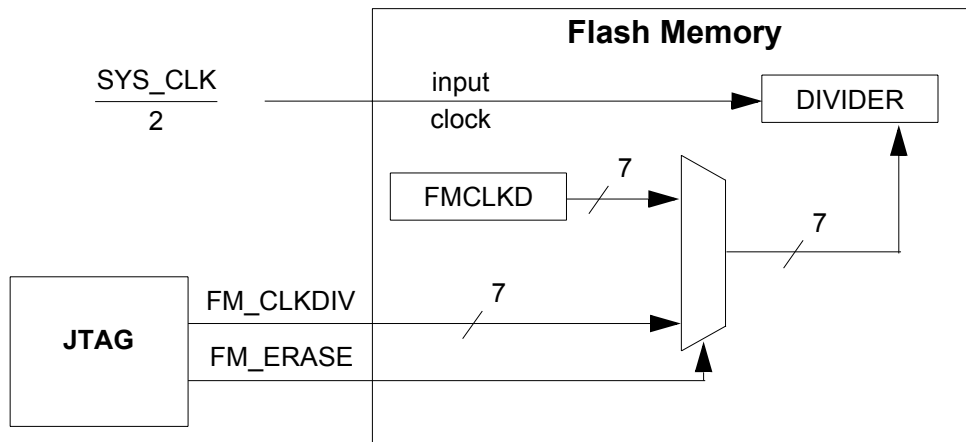 Flash Memory
SYS_CLK
2
input
clock
DIVIDER
FMCLKD
7
7
JTAG
FM_CLKDIV
7
FM_ERASE